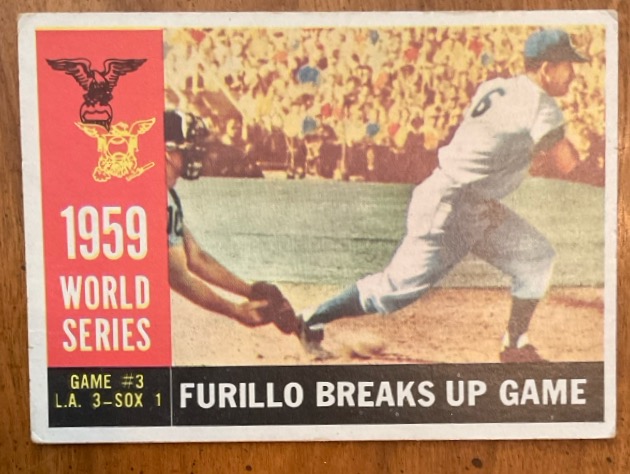 1959
WORLD
SERIES
GAME #3
L.A. 3-SOX 1
FURILLO BREAKS UP GAME
6